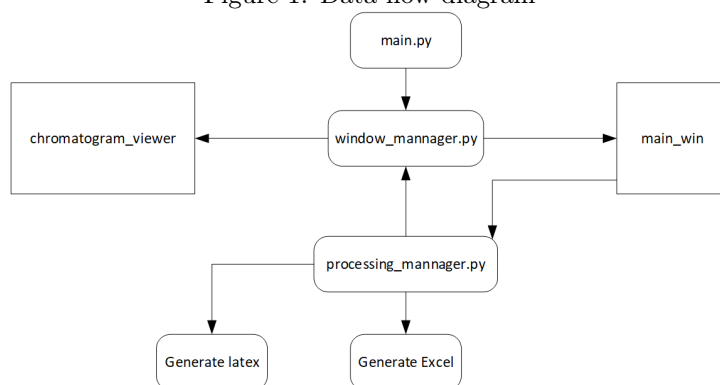 Figure 1: Data flow diagram
main.py
chromatogram_viewer
window_mannager.py
main_win
processing_mannager.py
Generate latex
Generate Excel